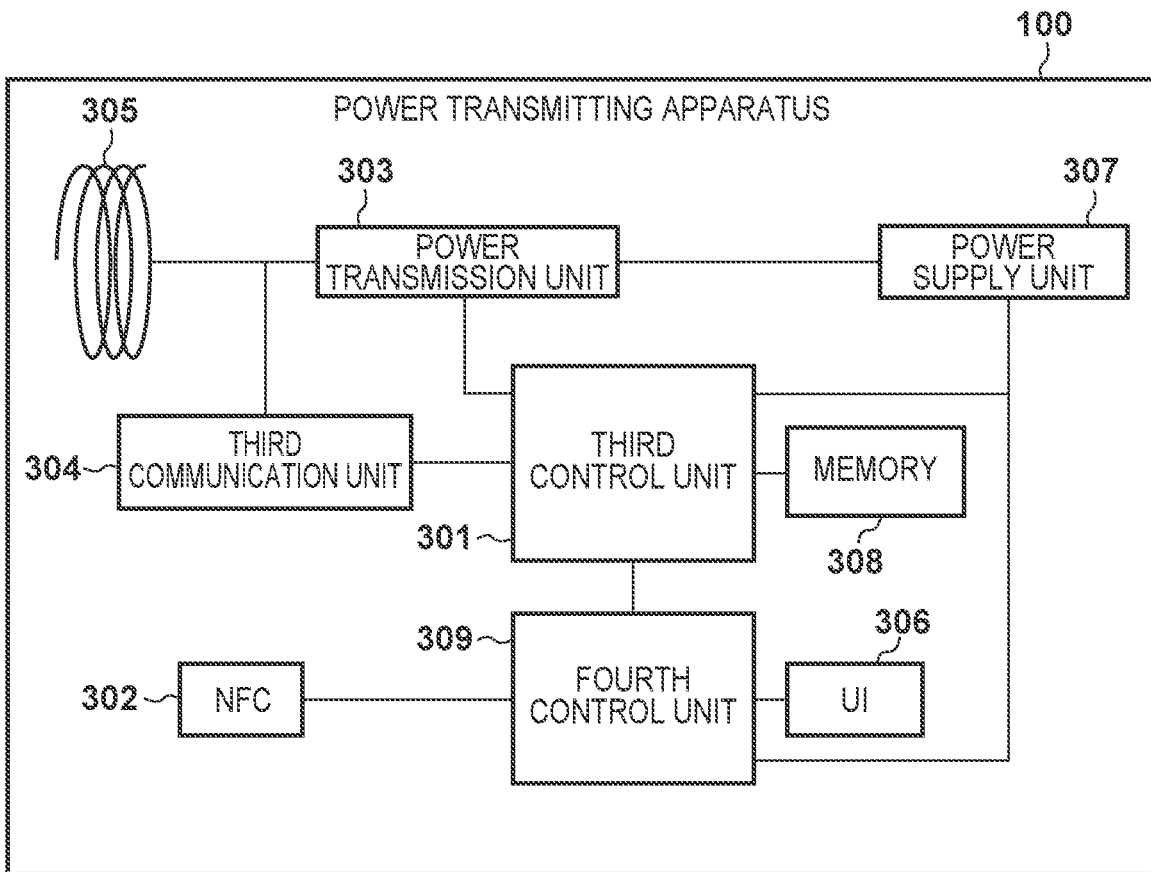 100
POWER TRANSMITTING APPARATUS
305
303
307
POWER
TRANSMISSION UNIT
POWER
SUPPLY UNIT
304
THIRD
COMMUNICATION UNIT
THIRD
CONTROL UNIT
MEMORY
301
308
309
306
302
NFC
FOURTH
CONTROL UNIT
UI